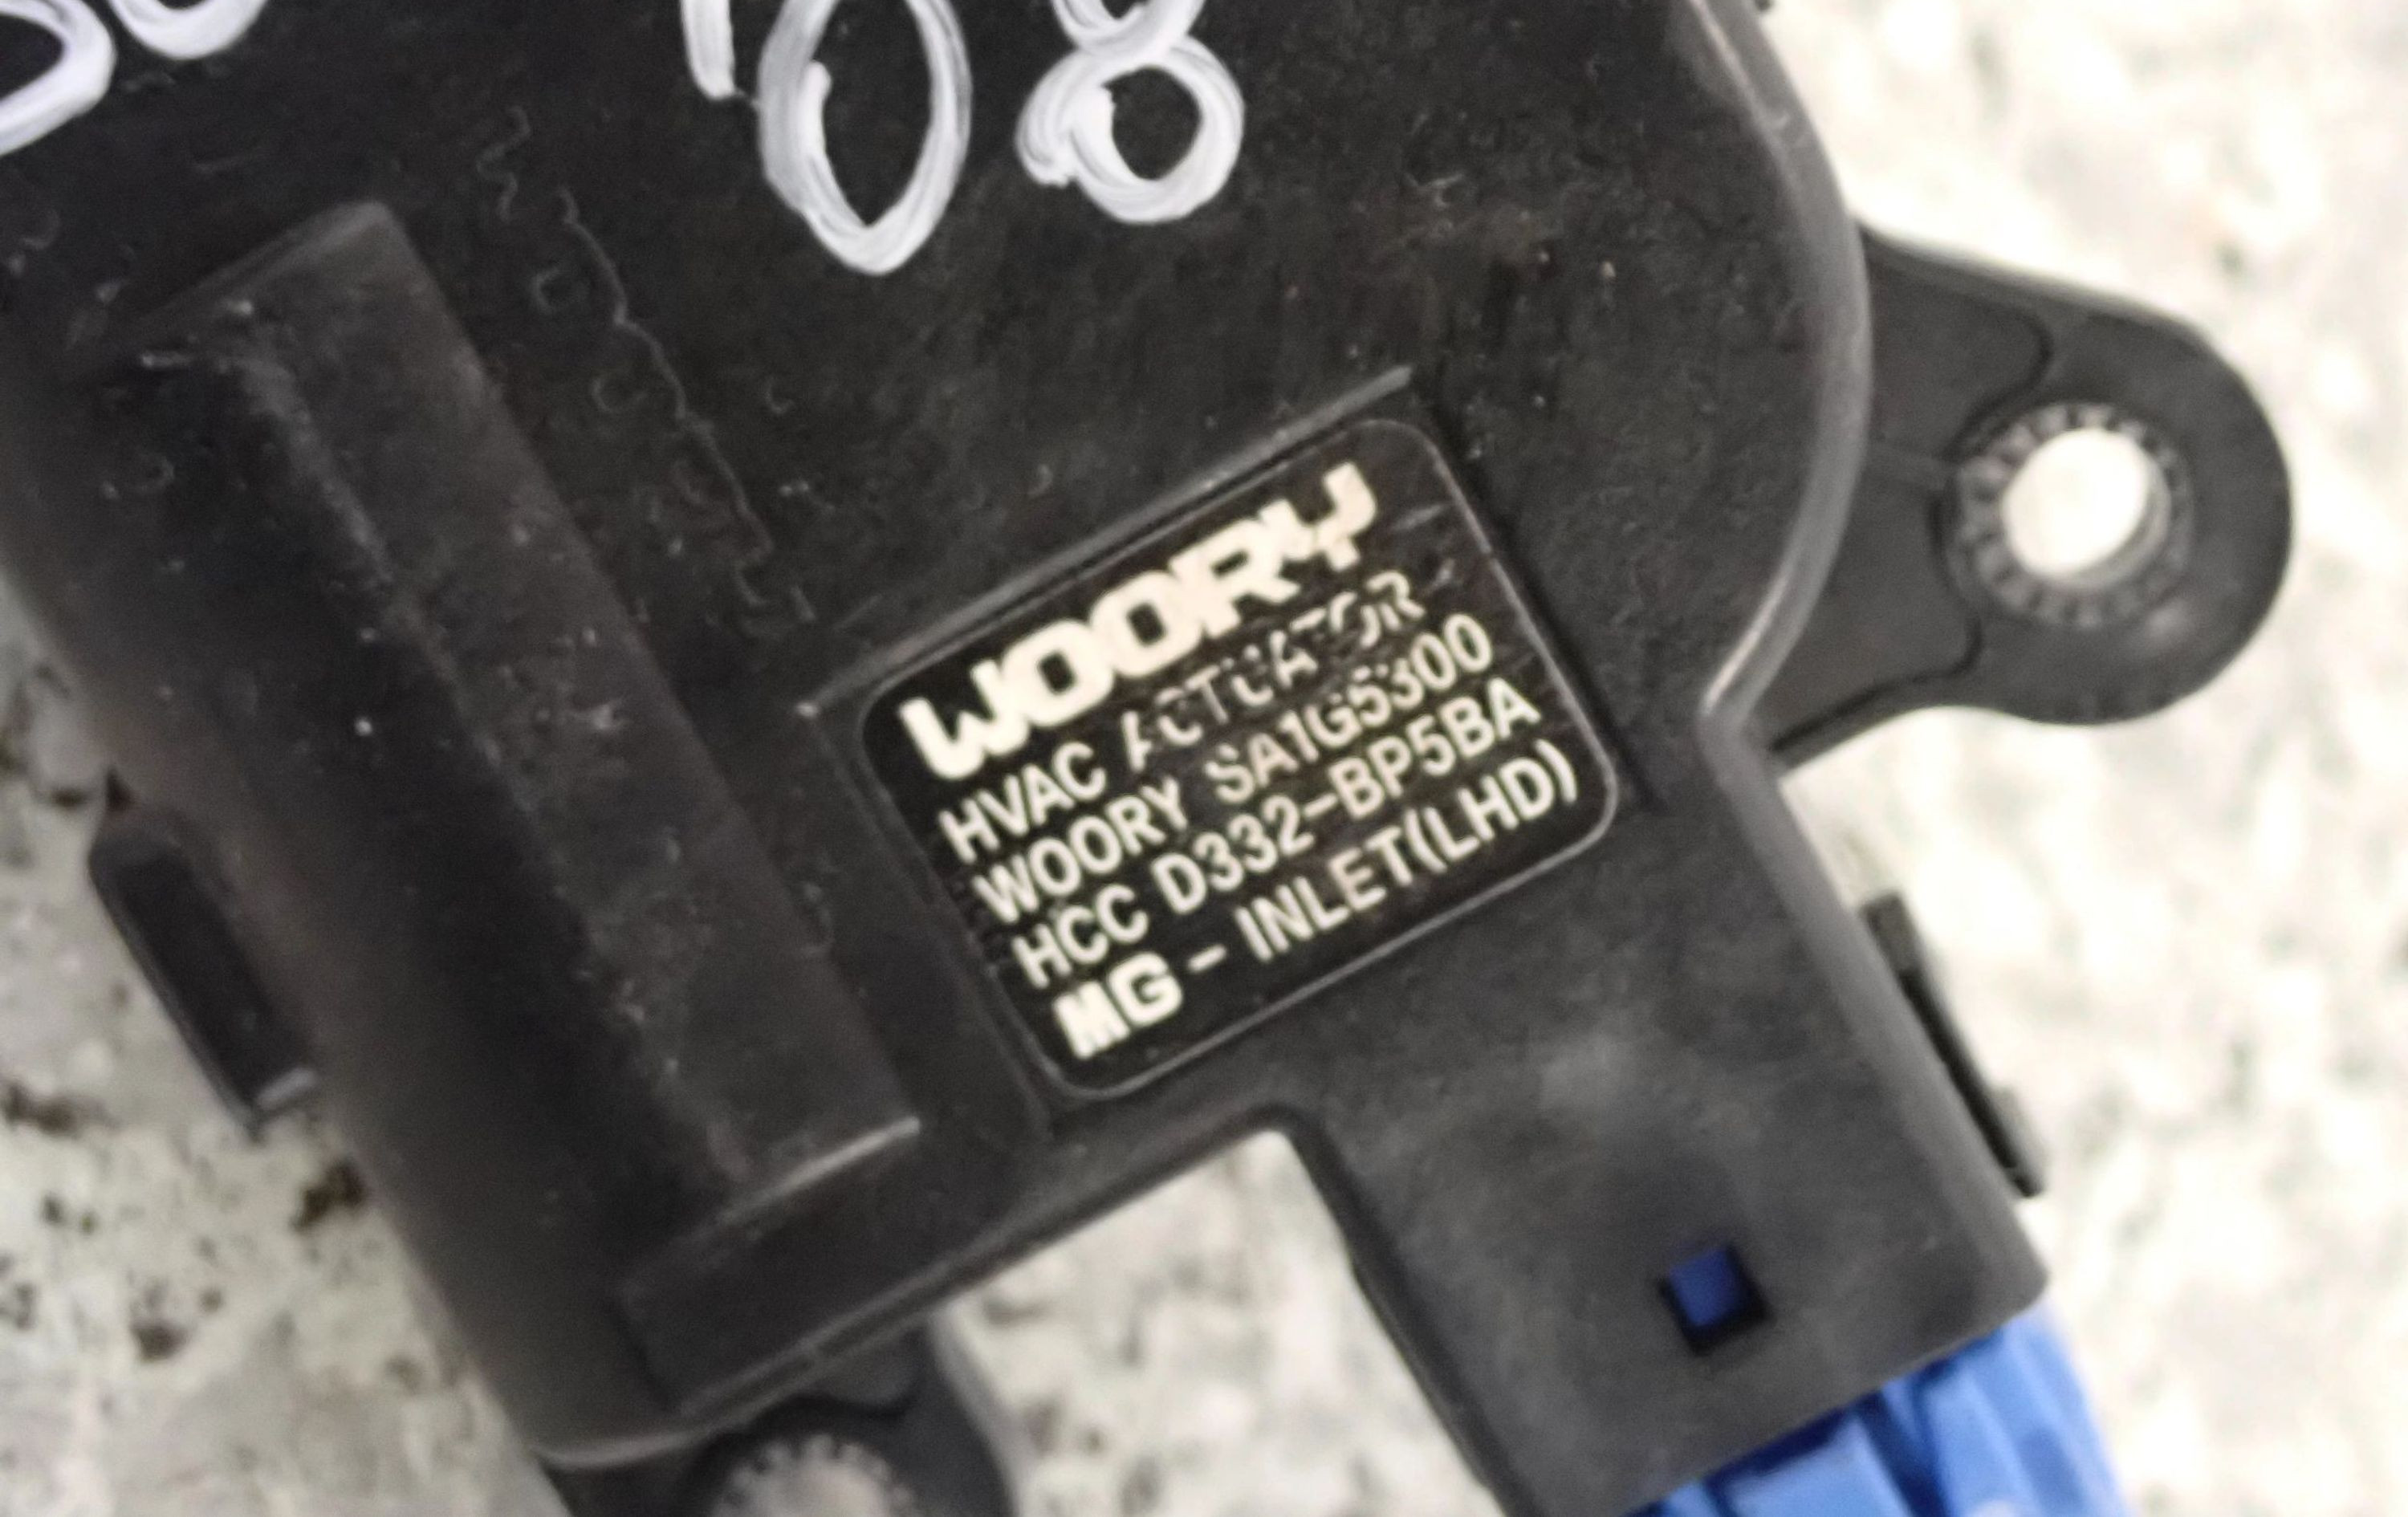 '08
WOORY
HVAC ACTUATOR
WOORY SA1G5300
HCC D332-BP5BA
MG - INLET(LHD)